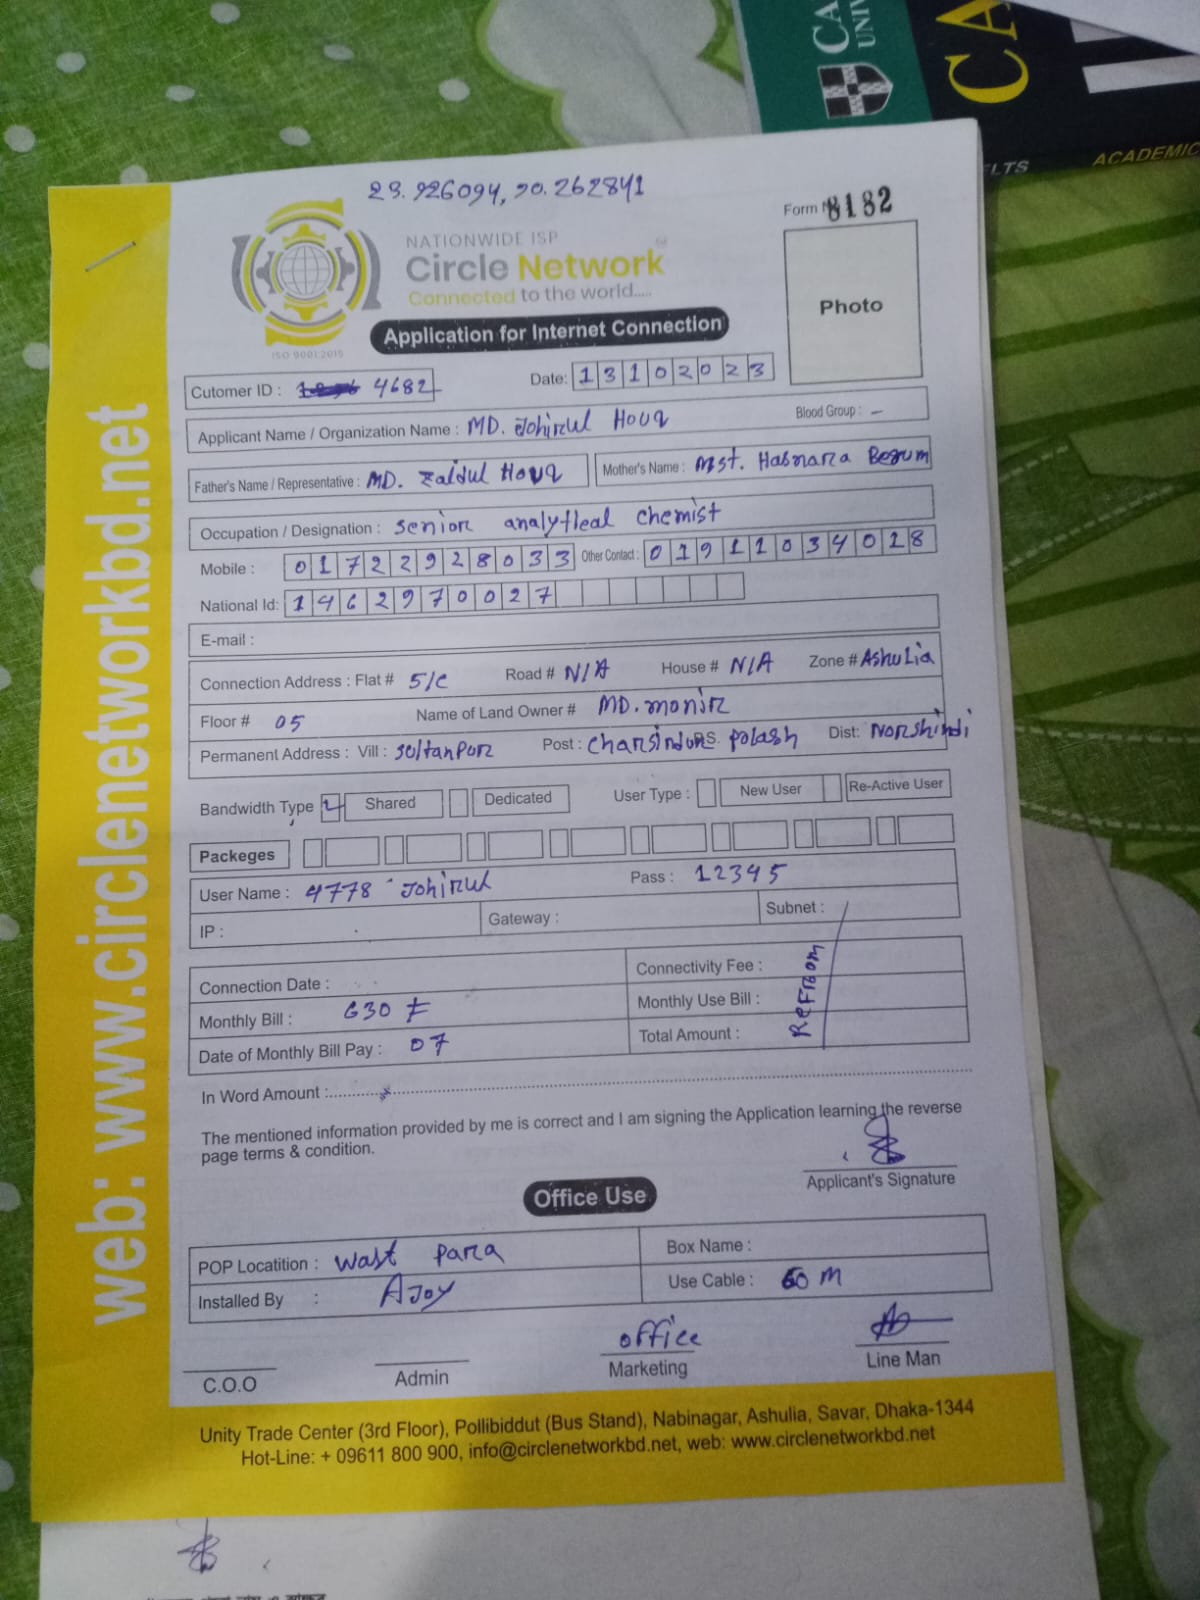 CA
UNIV
CA
ELTS
ACADEMIC
23.926094, 90.262841
Form N 8182
NATIONWIDE ISP
Circle Network
Connected to the world.....
ISO 9001:2015
Application for Internet Connection
Photo
Cutomer ID : 4682
Date: 13102023
Applicant Name / Organization Name : MD. Johirul Houq
Blood Group : –
Father's Name / Representative : MD. Zaidul Houq
Mother's Name : Mst. Hasnara Begum
Occupation / Designation : Senior analytical chemist
Mobile : 01722928033 Other Contact : 01911034028
National Id: 1462970027
E-mail :
Connection Address : Flat # 5/C Road # N/A House # N/A Zone # Ashulia
Floor # 05 Name of Land Owner # MD. monir
Permanent Address : Vill : Sultanpur Post : Charsindur P.S. Polash Dist: Norshindi
Bandwidth Type Shared Dedicated User Type : New User Re-Active User
Packeges
User Name : 4778 Johirul Pass : 12345
IP : Gateway : Subnet :
Connection Date : Connectivity Fee :
Monthly Bill : 630 Monthly Use Bill :
Date of Monthly Bill Pay : 07 Total Amount :
ReFroom
In Word Amount :
The mentioned information provided by me is correct and I am signing the Application learning the reverse
page terms & condition.
Applicant's Signature
Office Use
POP Locatition : Wast Para Box Name :
Installed By : AJoy Use Cable : 60 M
office
C.O.O Admin Marketing Line Man
Unity Trade Center (3rd Floor), Pollibiddut (Bus Stand), Nabinagar, Ashulia, Savar, Dhaka-1344
Hot-Line: + 09611 800 900, info@circlenetworkbd.net, web: www.circlenetworkbd.net
web: www.circlenetworkbd.net